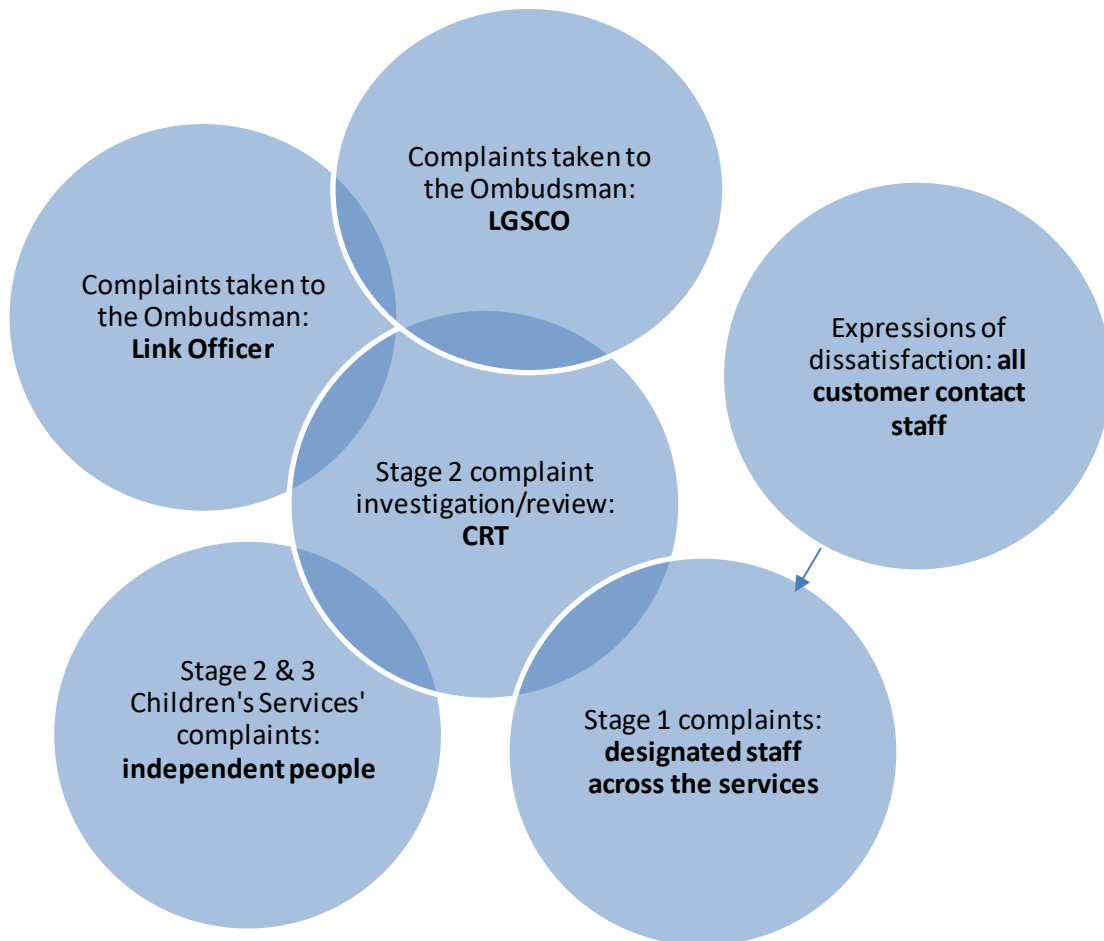 Complaints taken to
the Ombudsman:
LGSCO
Complaints taken to
the Ombudsman:
Link Officer
Expressions of
dissatisfaction: all
customer contact
staff
Stage 2 complaint
investigation/review:
CRT
Stage 2 & 3
Children's Services'
complaints:
independent people
Stage 1 complaints:
designated staff
across the services